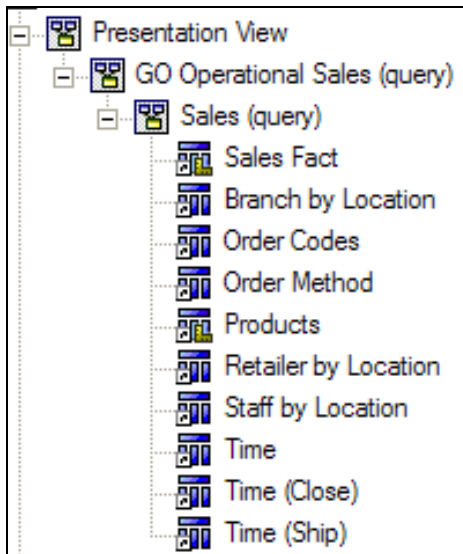 Presentation View
GO Operational Sales (query)
Sales (query)
Sales Fact
Branch by Location
Order Codes
Order Method
Products
Retailer by Location
Staff by Location
Time
Time (Close)
Time (Ship)